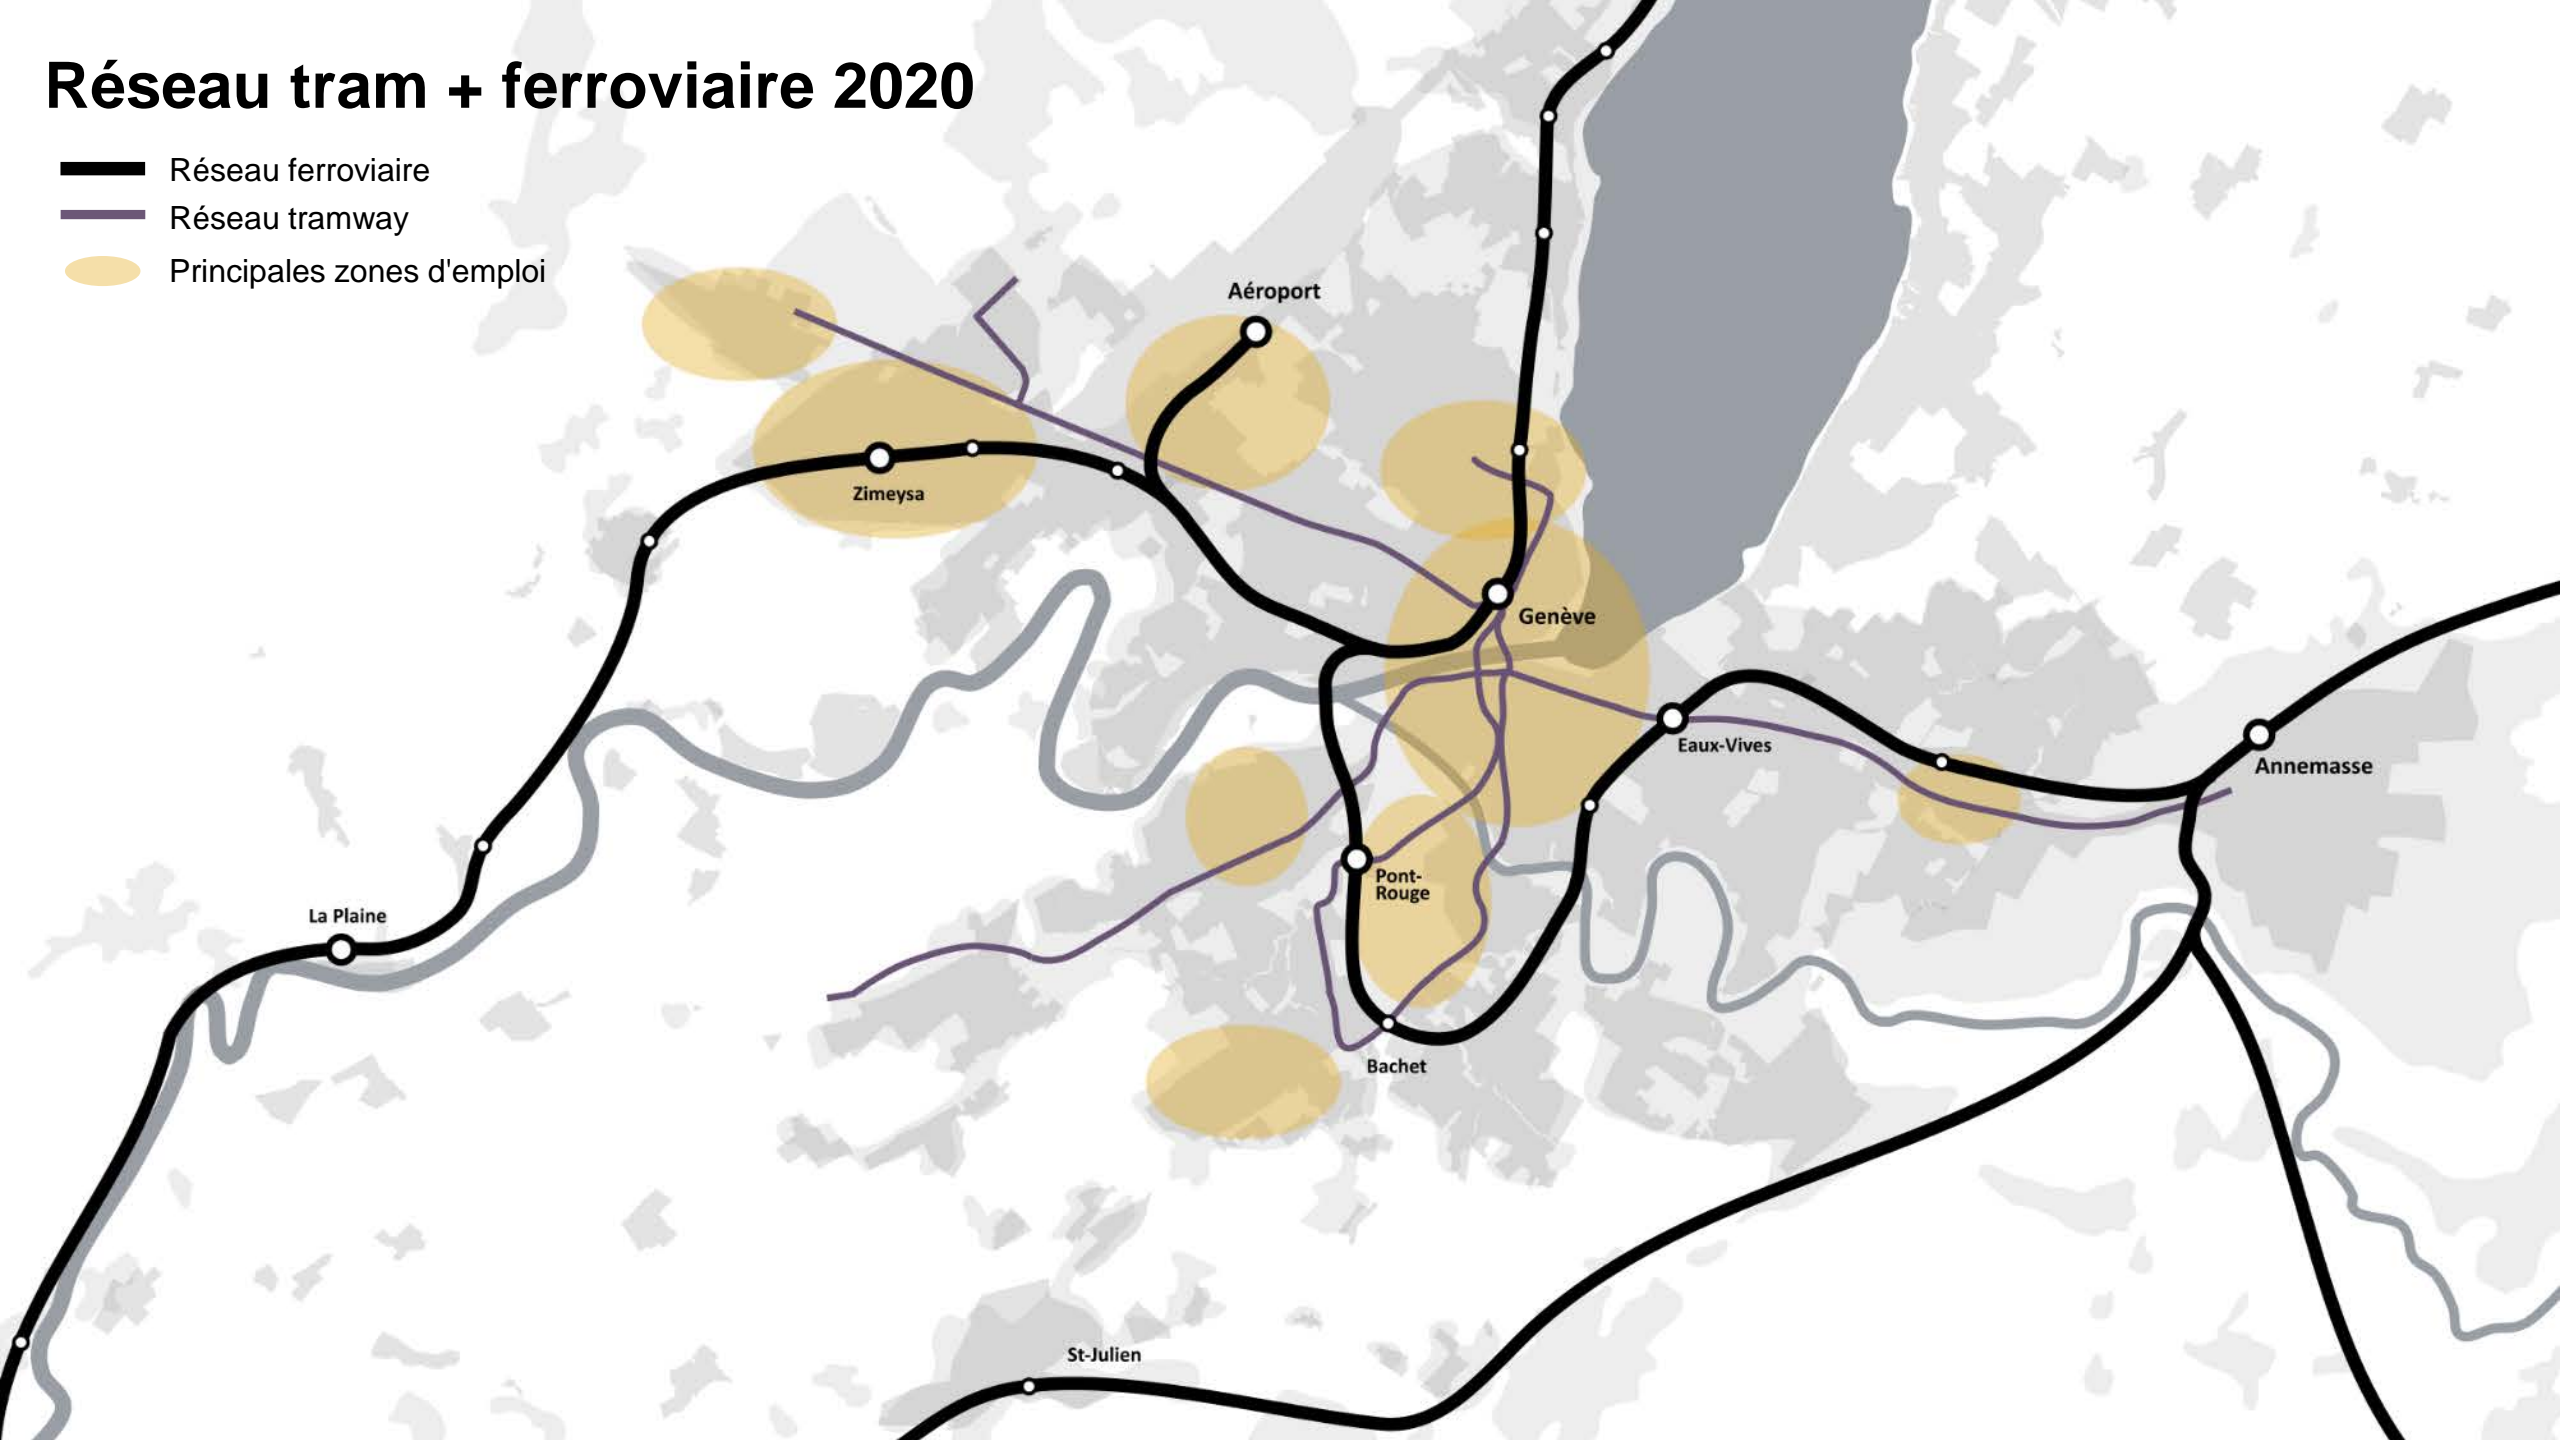 Réseau tram + ferroviaire 2020
Réseau ferroviaire
Réseau tramway
Principales zones d'emploi
Aéroport
Zimeysa
Genève
Eaux-Vives
Annemasse
Pont-
Rouge
La Plaine
Bachet
St-Julien